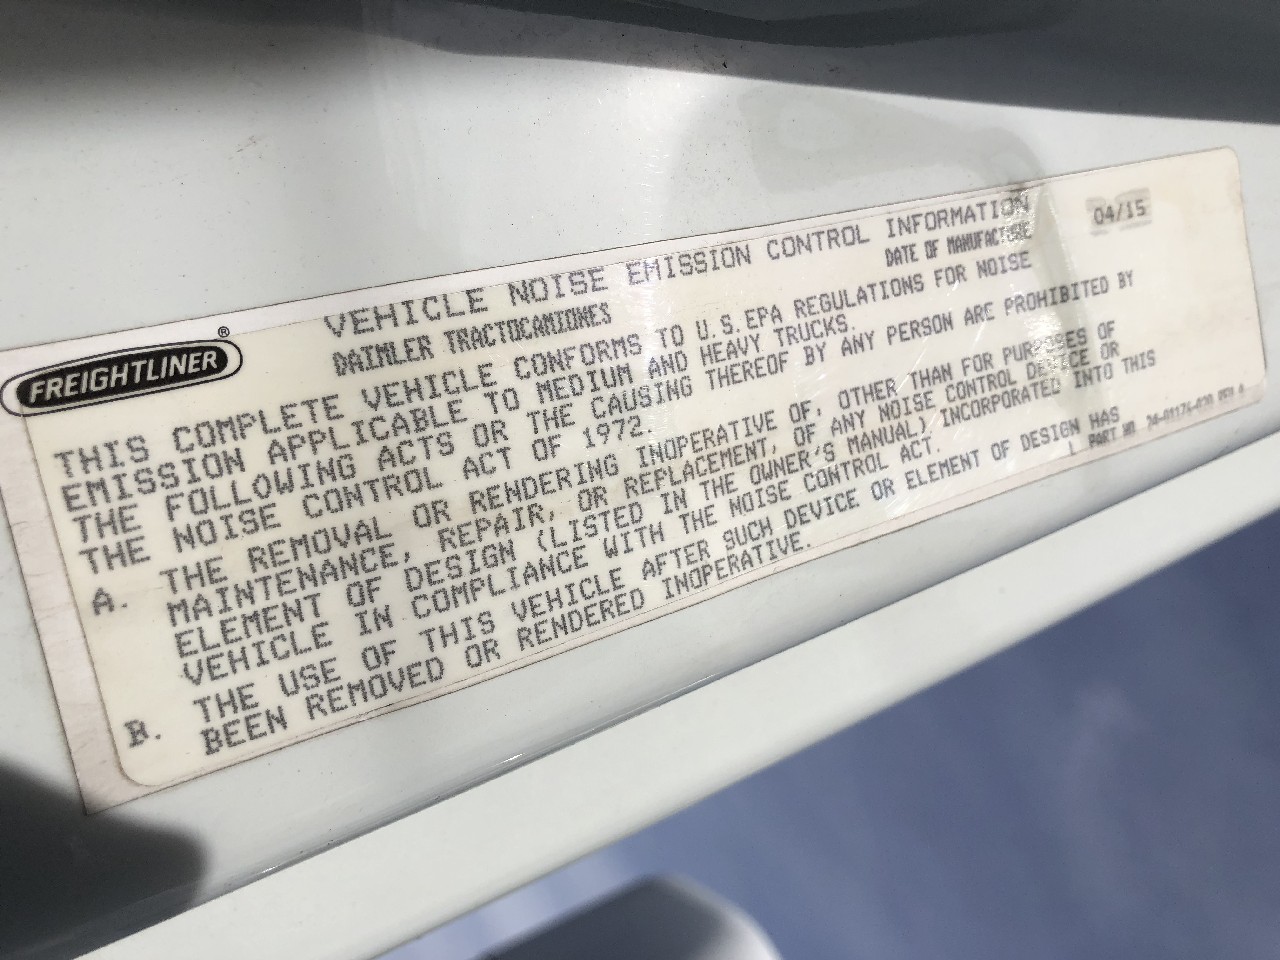 FREIGHTLINER®
VEHICLE NOISE EMISSION CONTROL INFORMATION
DAIMLER TRACTOCAMIONES DATE OF MANUFACTURE 04/15
THIS COMPLETE VEHICLE CONFORMS TO U.S.EPA REGULATIONS FOR NOISE
EMISSION APPLICABLE TO MEDIUM AND HEAVY TRUCKS.
THE FOLLOWING ACTS OR THE CAUSING THEREOF BY ANY PERSON ARE PROHIBITED BY
THE NOISE CONTROL ACT OF 1972.
A. THE REMOVAL OR RENDERING INOPERATIVE OF, OTHER THAN FOR PURPOSES OF
MAINTENANCE, REPAIR, OR REPLACEMENT, OF ANY NOISE CONTROL DEVICE OR
ELEMENT OF DESIGN (LISTED IN THE OWNER'S MANUAL) INCORPORATED INTO THIS
VEHICLE IN COMPLIANCE WITH THE NOISE CONTROL ACT.
B. THE USE OF THIS VEHICLE AFTER SUCH DEVICE OR ELEMENT OF DESIGN HAS
BEEN REMOVED OR RENDERED INOPERATIVE.
PART NO.